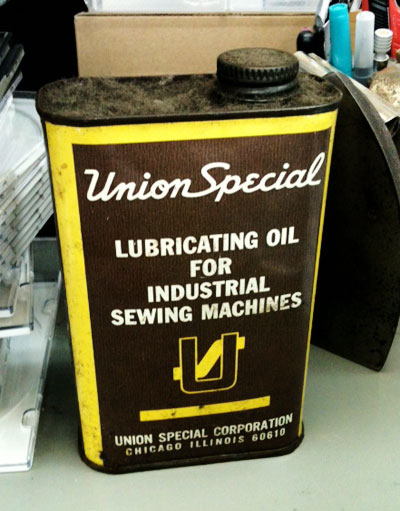 Union Special
LUBRICATING OIL
FOR
INDUSTRIAL
SEWING MACHINES
U
UNION SPECIAL CORPORATION
CHICAGO ILLINOIS 60610